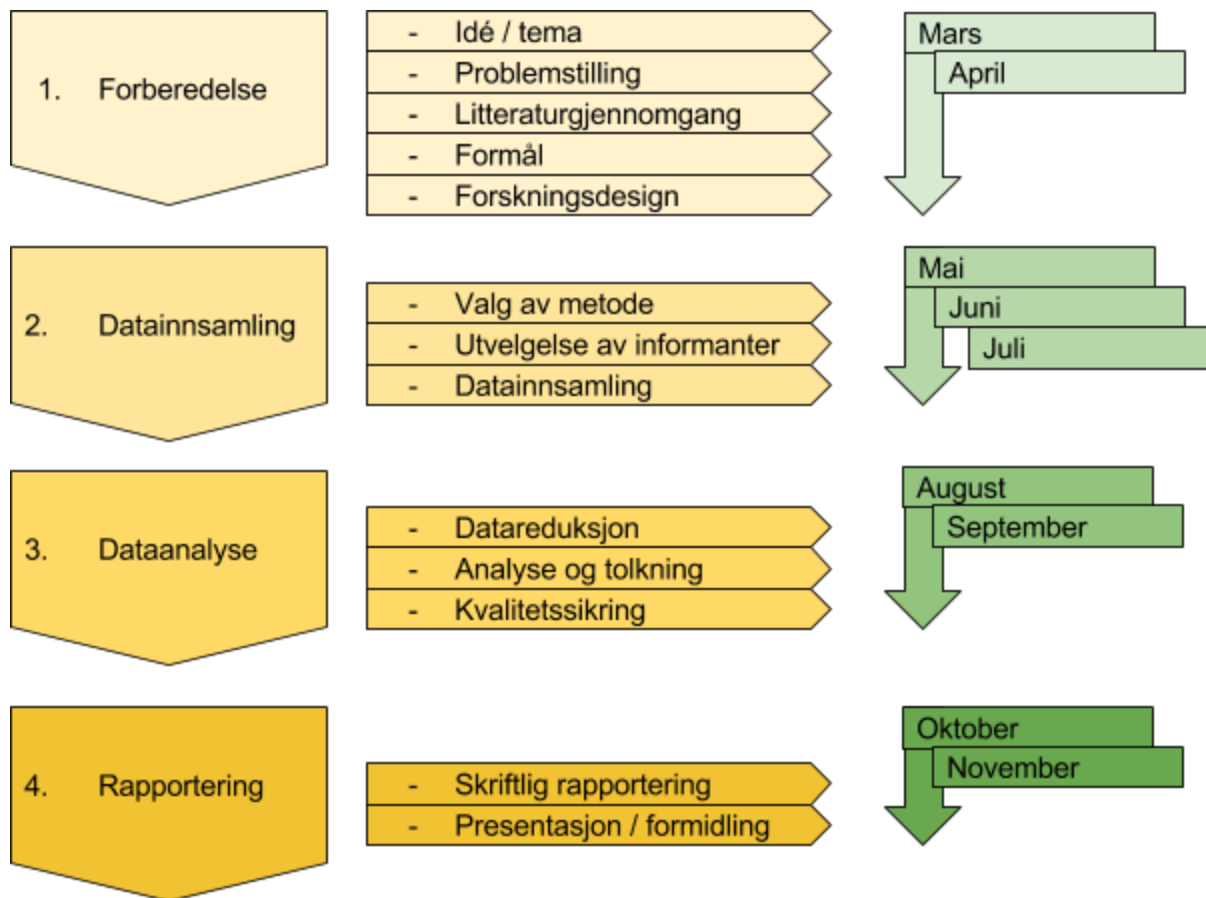 1. Forberedelse
- Idé / tema
- Problemstilling
- Litteraturgjennomgang
- Formål
- Forskningsdesign
Mars
April
2. Datainnsamling
- Valg av metode
- Utvelgelse av informanter
- Datainnsamling
Mai
Juni
Juli
3. Dataanalyse
- Datareduksjon
- Analyse og tolkning
- Kvalitetssikring
August
September
4. Rapportering
- Skriftlig rapportering
- Presentasjon / formidling
Oktober
November